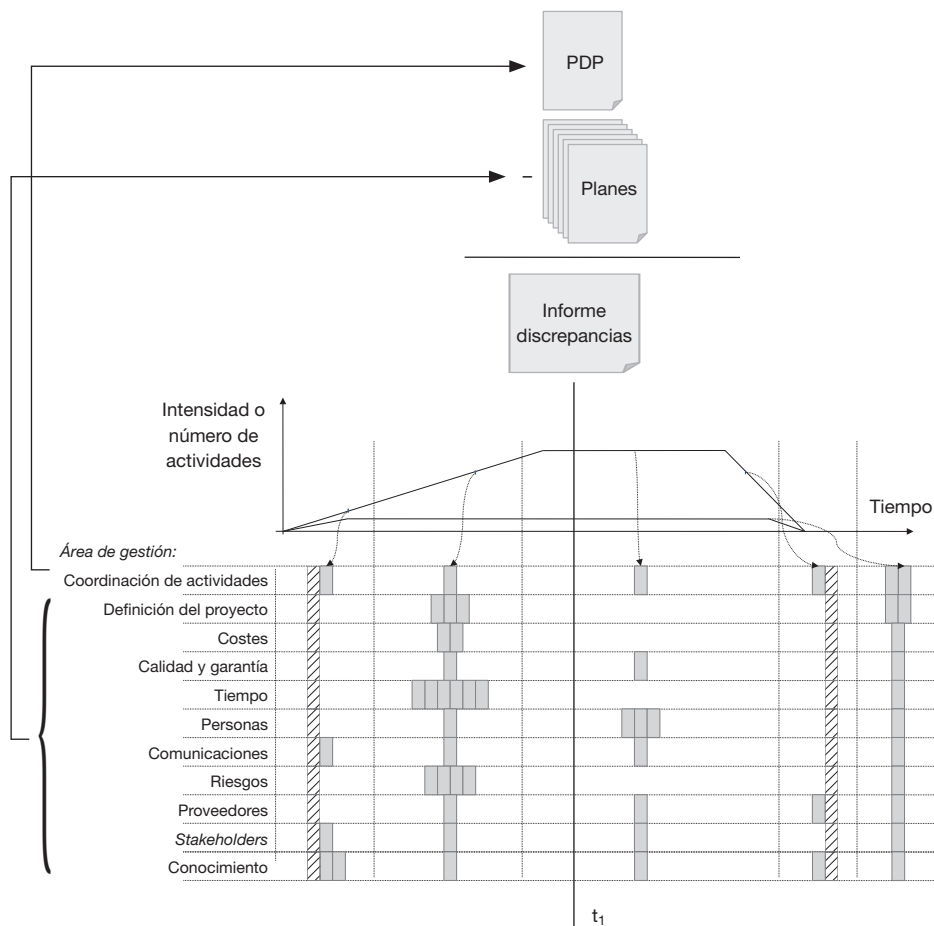 PDP
–
Planes
Informe
discrepancias
Intensidad o
número de
actividades
Tiempo
Área de gestión:
Coordinación de actividades
Definición del proyecto
Costes
Calidad y garantía
Tiempo
Personas
Comunicaciones
Riesgos
Proveedores
Stakeholders
Conocimiento
t1